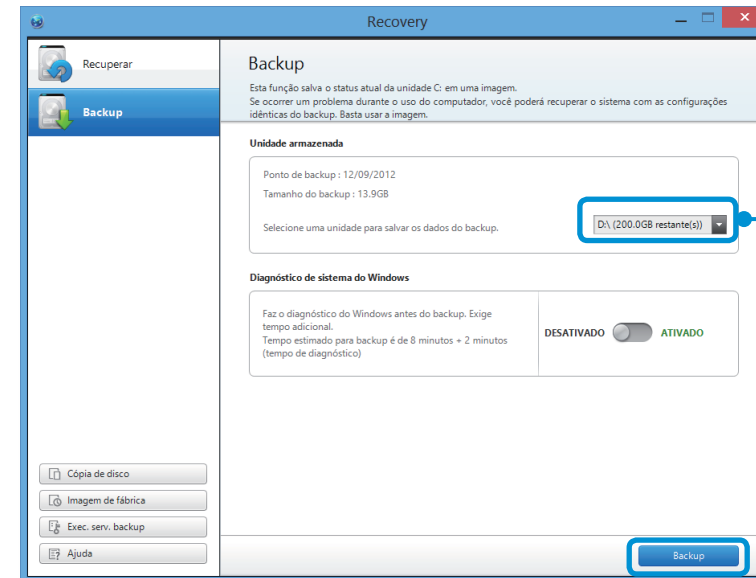 Recovery
Recuperar
Backup
Cópia de disco
Imagem de fábrica
Exec. serv. backup
Ajuda
Backup
Esta função salva o status atual da unidade C: em uma imagem.
Se ocorrer um problema durante o uso do computador, você poderá recuperar o sistema com as configurações
idênticas do backup. Basta usar a imagem.
Unidade armazenada
Ponto de backup : 12/09/2012
Tamanho do backup : 13.9GB
Selecione uma unidade para salvar os dados do backup.
D:\ (200.0GB restante(s))
Diagnóstico de sistema do Windows
Faz o diagnóstico do Windows antes do backup. Exige
tempo adicional.
Tempo estimado para backup é de 8 minutos + 2 minutos
(tempo de diagnóstico)
DESATIVADO ATIVADO
Backup